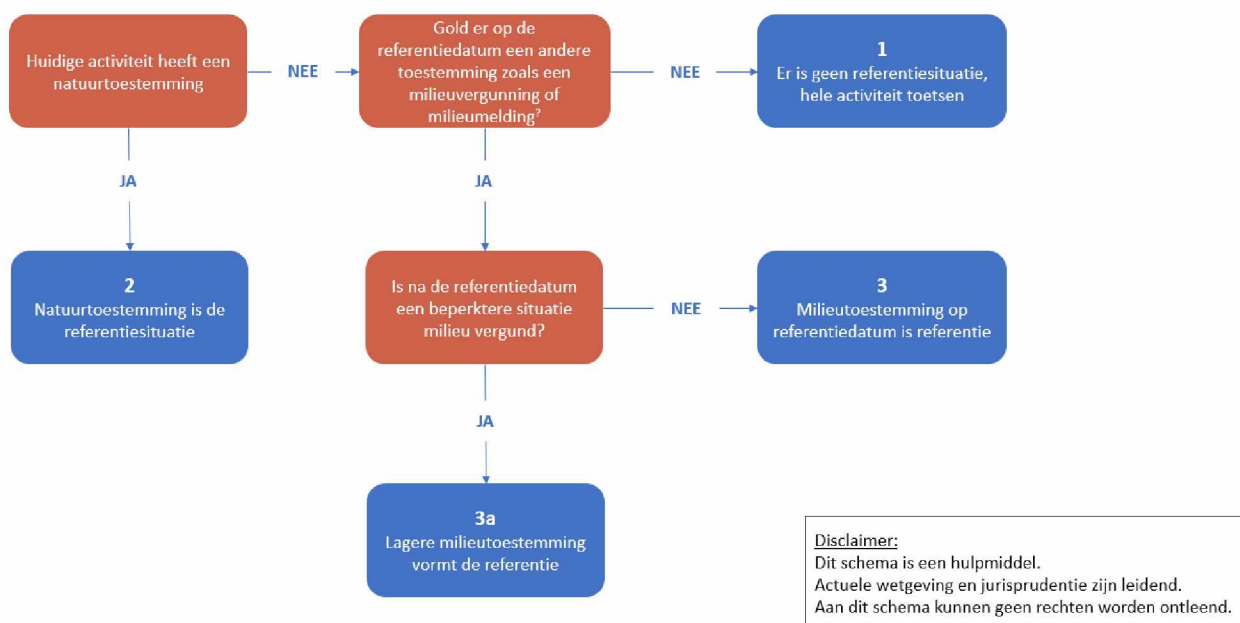 Huidige activiteit heeft een
natuurtoestemming
NEE
Gold er op de
referentiedatum een andere
toestemming zoals een
milieuvergunning of
milieumelding?
NEE
1
Er is geen referentiesituatie,
hele activiteit toetsen
JA
JA
2
Natuurtoestemming is de
referentiesituatie
Is na de referentiedatum
een beperktere situatie
milieu vergund?
NEE
3
Milieutoestemming op
referentiedatum is referentie
JA
3a
Lagere milieutoestemming
vormt de referentie
Disclaimer:
Dit schema is een hulpmiddel.
Actuele wetgeving en jurisprudentie zijn leidend.
Aan dit schema kunnen geen rechten worden ontleend.